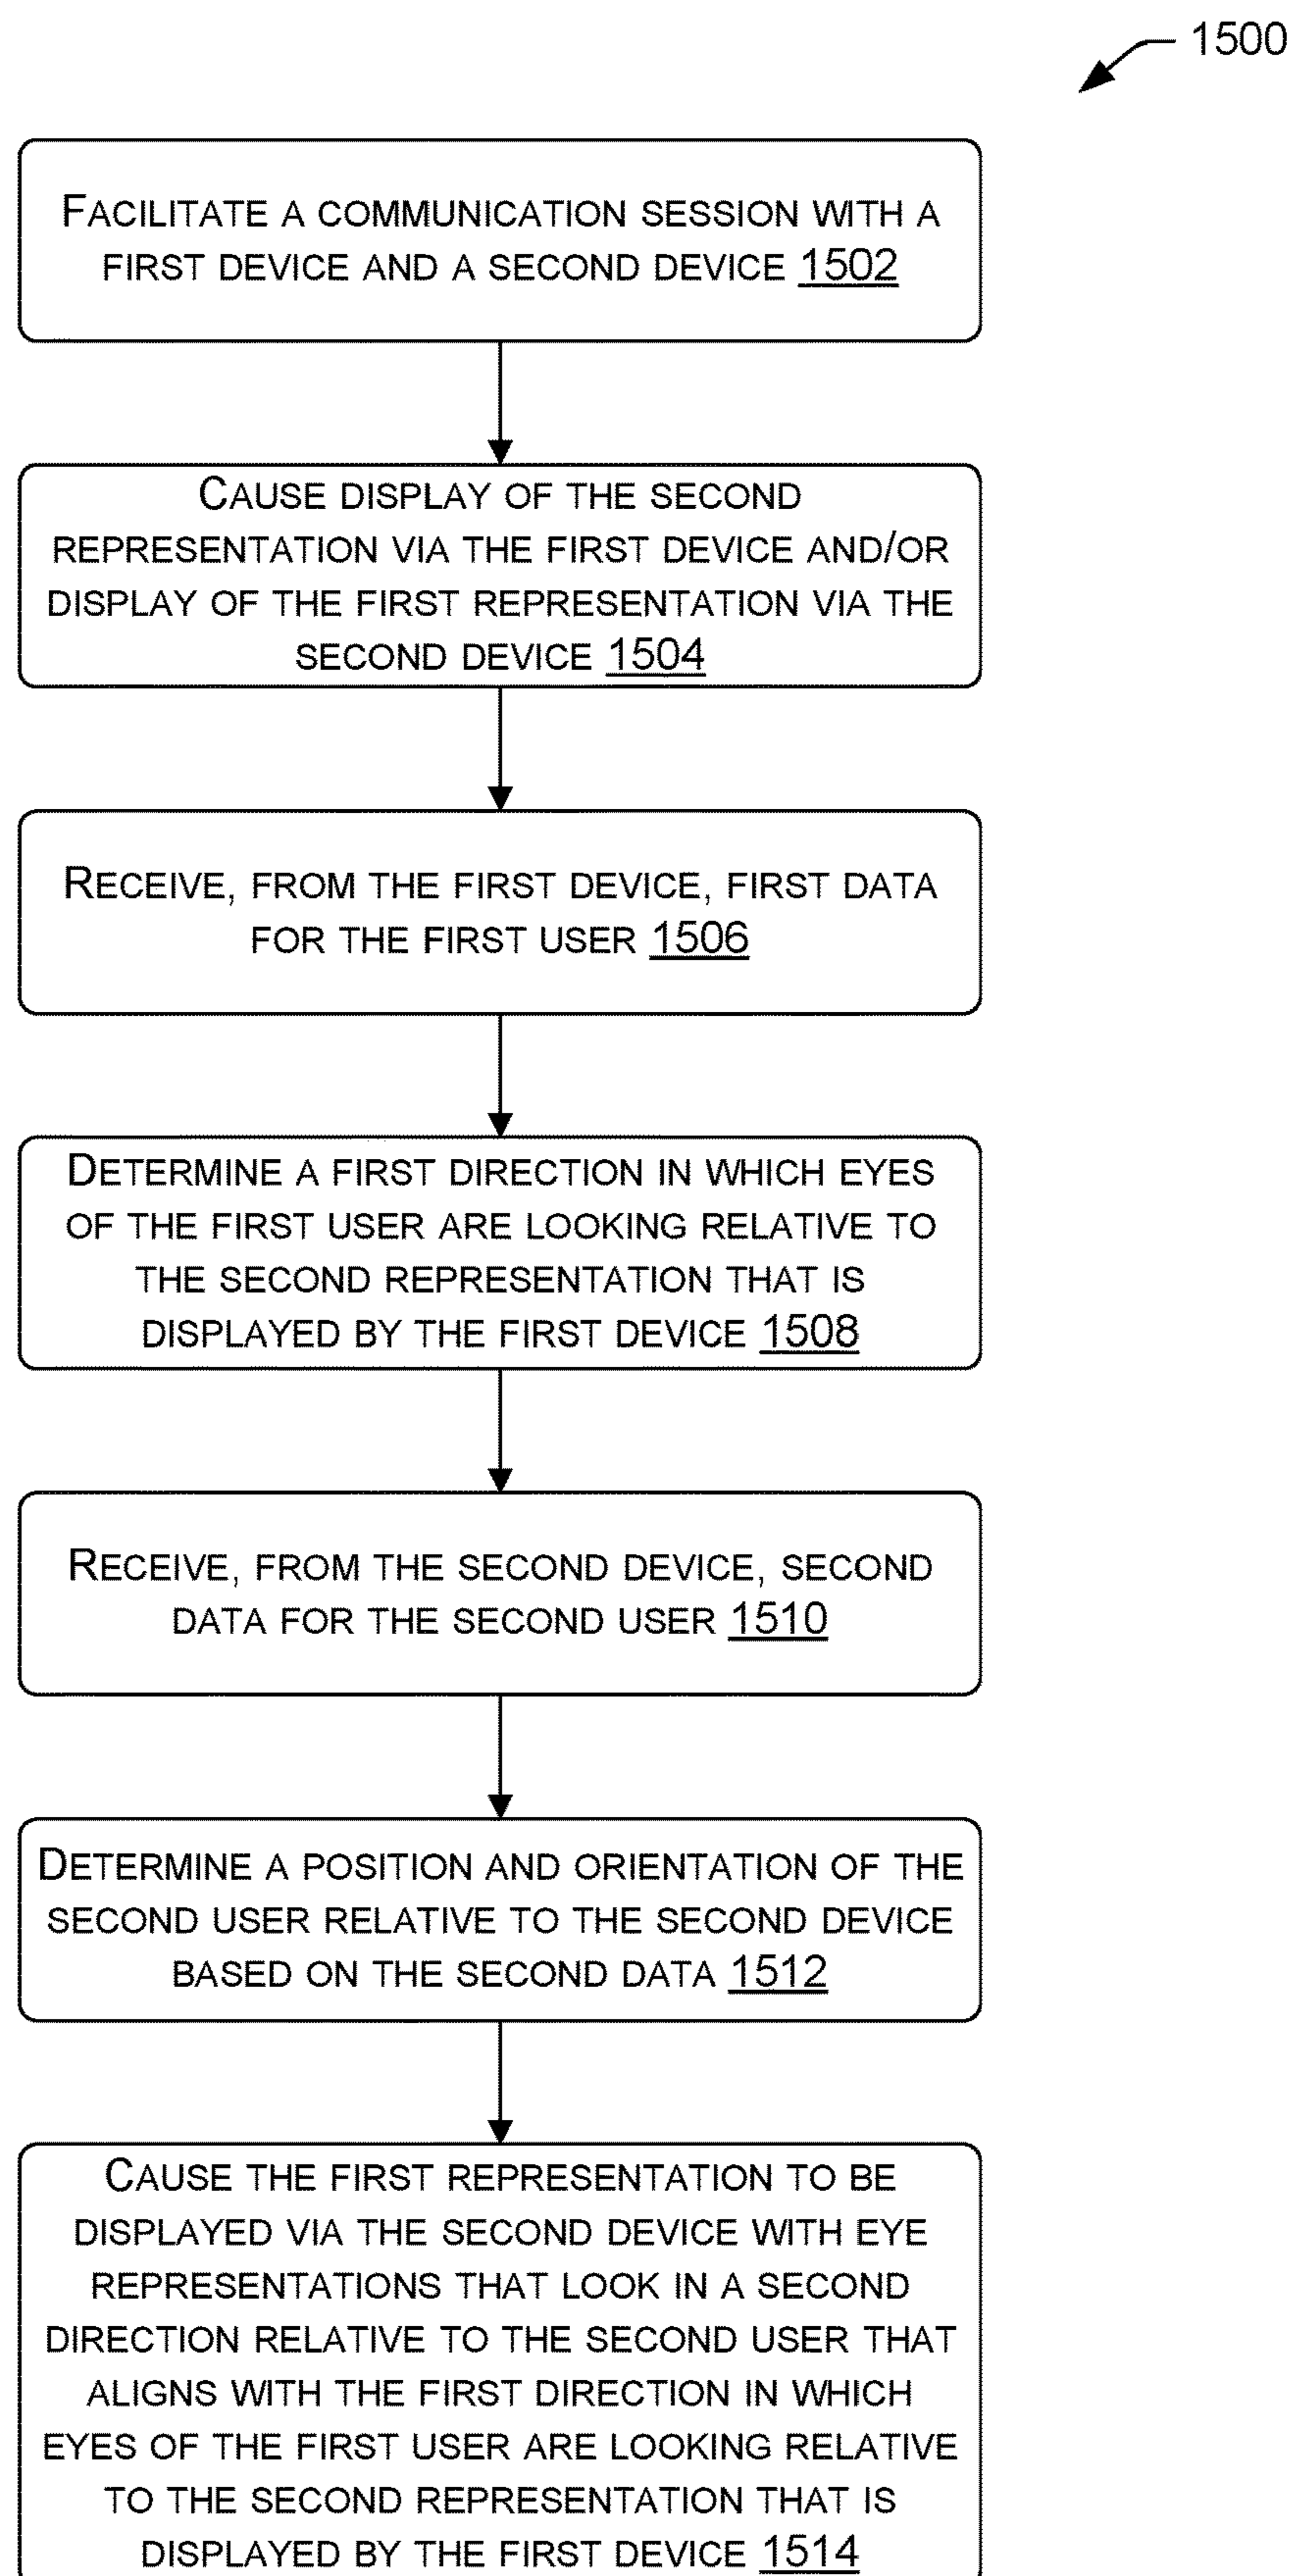 1500
FACILITATE A COMMUNICATION SESSION WITH A
FIRST DEVICE AND A SECOND DEVICE 1502
CAUSE DISPLAY OF THE SECOND
REPRESENTATION VIA THE FIRST DEVICE AND/OR
DISPLAY OF THE FIRST REPRESENTATION VIA THE
SECOND DEVICE 1504
RECEIVE, FROM THE FIRST DEVICE, FIRST DATA
FOR THE FIRST USER 1506
DETERMINE A FIRST DIRECTION IN WHICH EYES
OF THE FIRST USER ARE LOOKING RELATIVE TO
THE SECOND REPRESENTATION THAT IS
DISPLAYED BY THE FIRST DEVICE 1508
RECEIVE, FROM THE SECOND DEVICE, SECOND
DATA FOR THE SECOND USER 1510
DETERMINE A POSITION AND ORIENTATION OF THE
SECOND USER RELATIVE TO THE SECOND DEVICE
BASED ON THE SECOND DATA 1512
CAUSE THE FIRST REPRESENTATION TO BE
DISPLAYED VIA THE SECOND DEVICE WITH EYE
REPRESENTATIONS THAT LOOK IN A SECOND
DIRECTION RELATIVE TO THE SECOND USER THAT
ALIGNS WITH THE FIRST DIRECTION IN WHICH
EYES OF THE FIRST USER ARE LOOKING RELATIVE
TO THE SECOND REPRESENTATION THAT IS
DISPLAYED BY THE FIRST DEVICE 1514